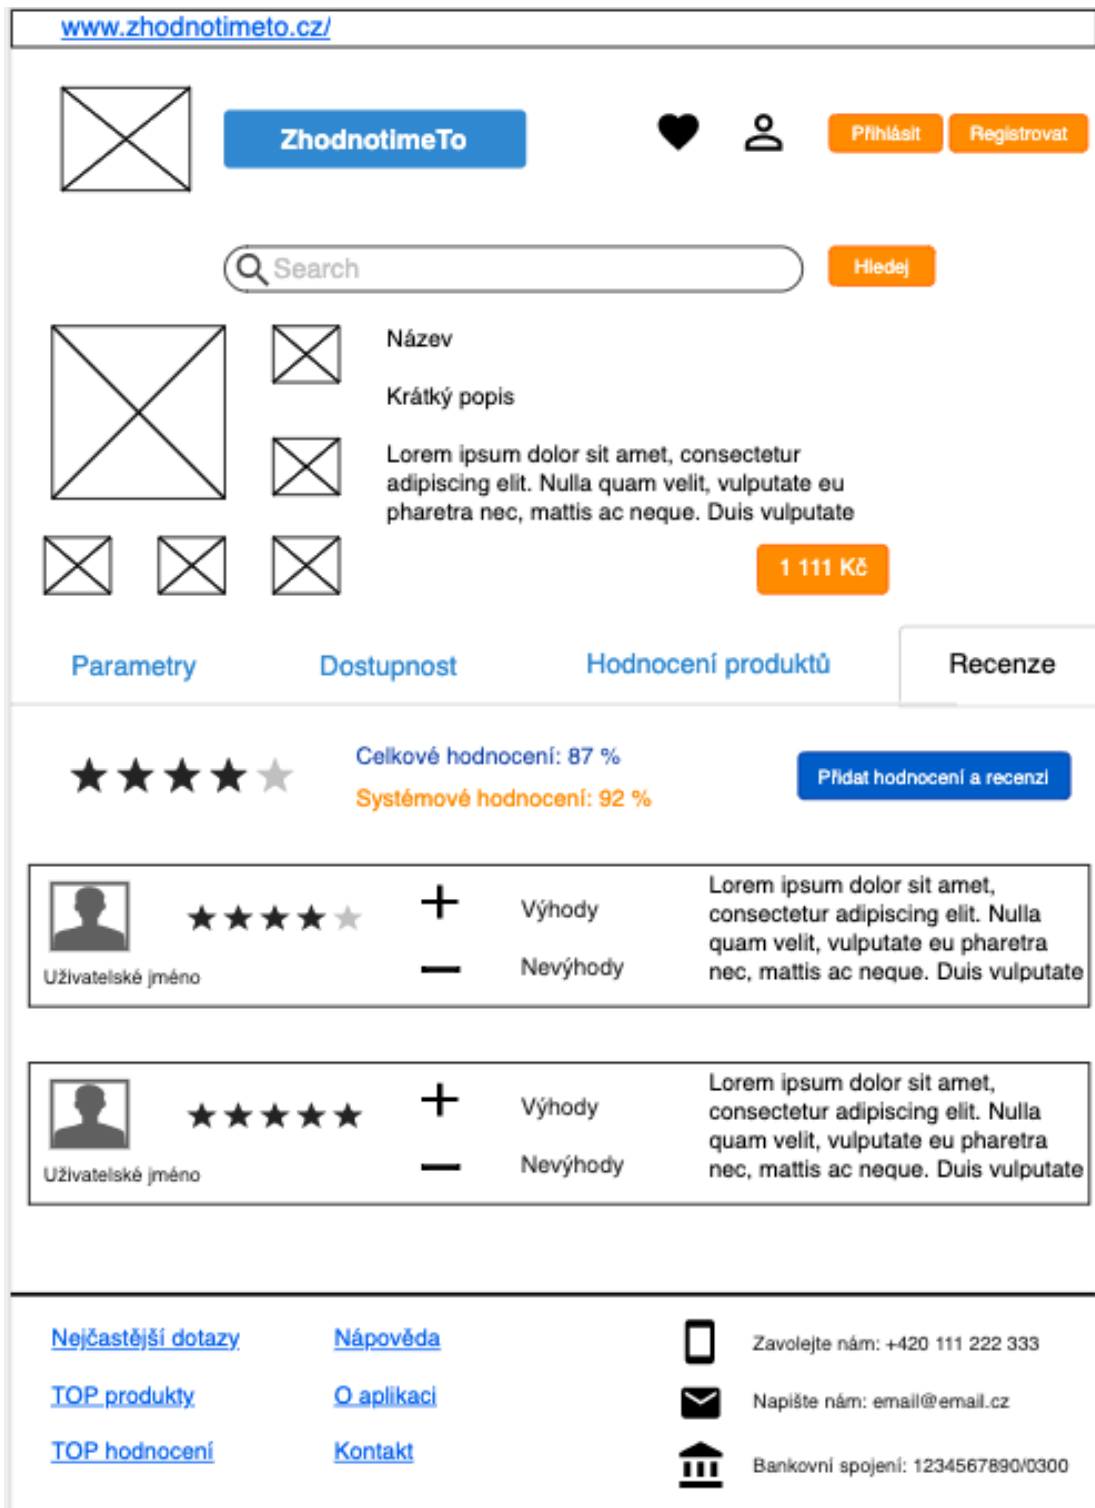 www.zhodnotimeto.cz/
ZhodnotimeTo
Přihlásit
Registrovat
Search
Hledej
Název
Krátký popis
Lorem ipsum dolor sit amet, consectetur
adipiscing elit. Nulla quam velit, vulputate eu
pharetra nec, mattis ac neque. Duis vulputate
1 111 Kč
Parametry
Dostupnost
Hodnocení produktů
Recenze
Celkové hodnocení: 87 %
Systémové hodnocení: 92 %
Přidat hodnocení a recenzi
Uživatelské jméno
Výhody
Nevýhody
Lorem ipsum dolor sit amet,
consectetur adipiscing elit. Nulla
quam velit, vulputate eu pharetra
nec, mattis ac neque. Duis vulputate
Uživatelské jméno
Výhody
Nevýhody
Lorem ipsum dolor sit amet,
consectetur adipiscing elit. Nulla
quam velit, vulputate eu pharetra
nec, mattis ac neque. Duis vulputate
Nejčastější dotazy
TOP produkty
TOP hodnocení
Nápověda
O aplikaci
Kontakt
Zavolejte nám: +420 111 222 333
Napište nám: email@email.cz
Bankovní spojení: 1234567890/0300